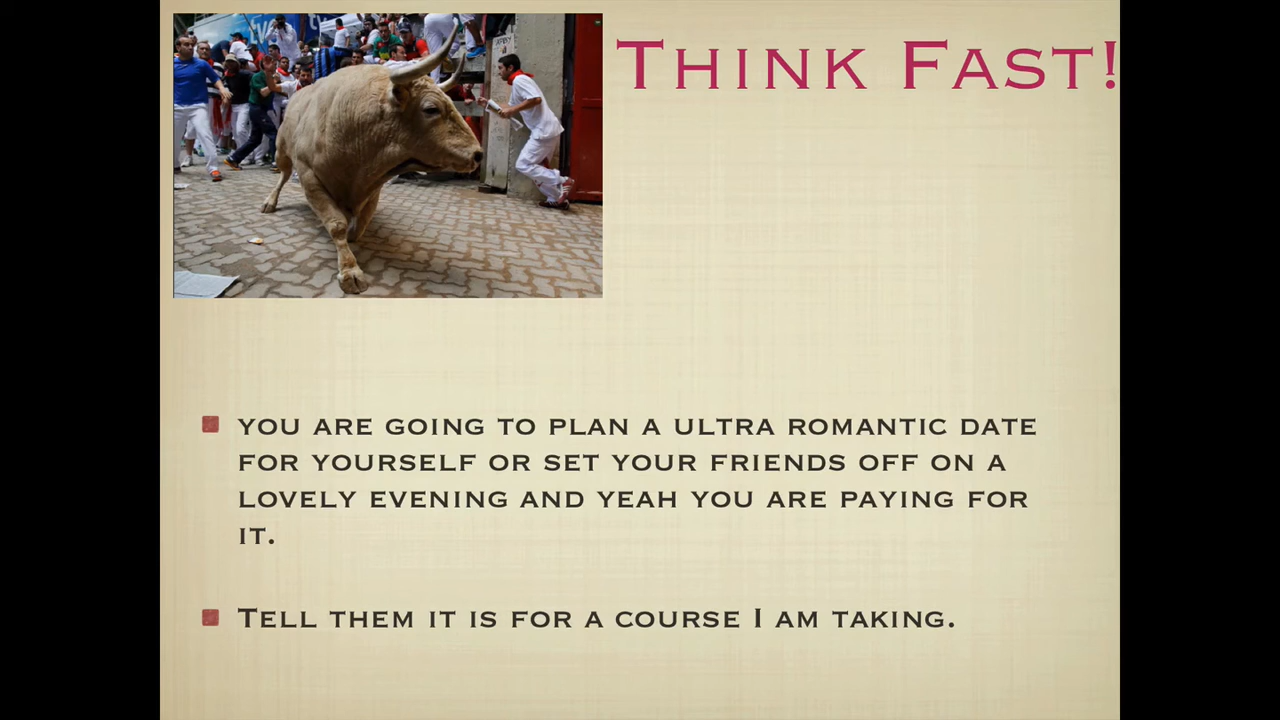 Think Fast!
tve
you are going to plan a ultra romantic date
for yourself or set your friends off on a
lovely evening and yeah you are paying for
it.
Tell them it is for a course I am taking.